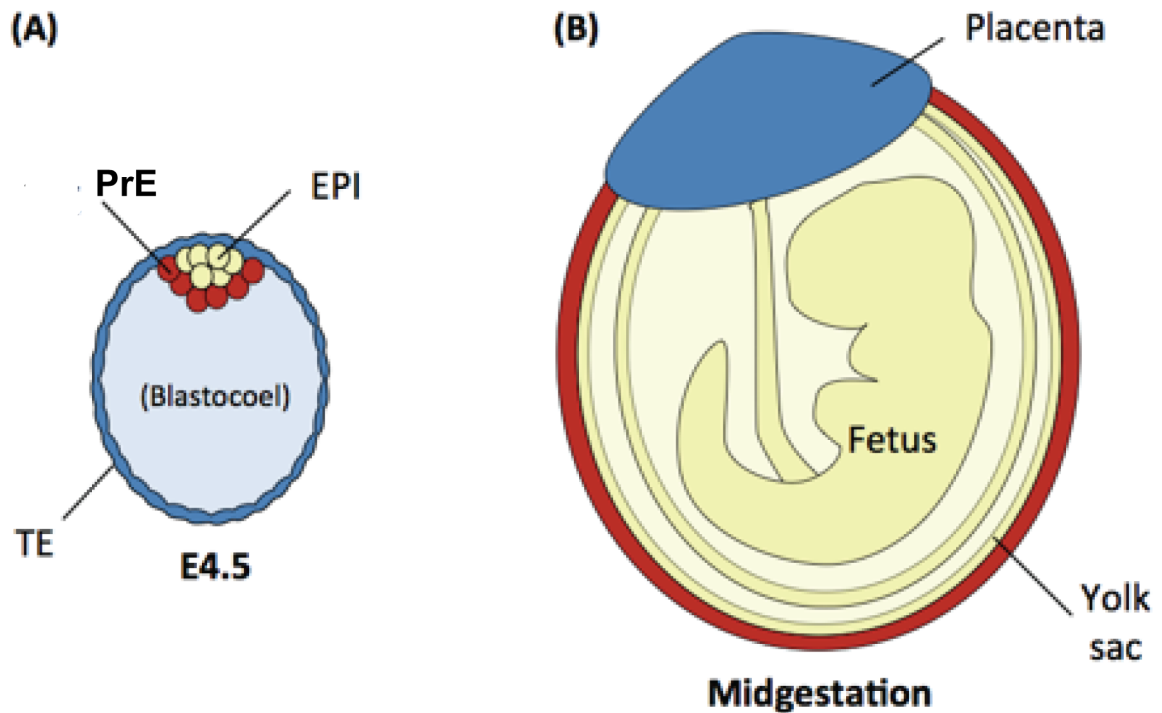 (A)
PrE
EPI
(Blastocoel)
TE
E4.5
(B)
Placenta
Fetus
Yolk
sac
Midgestation